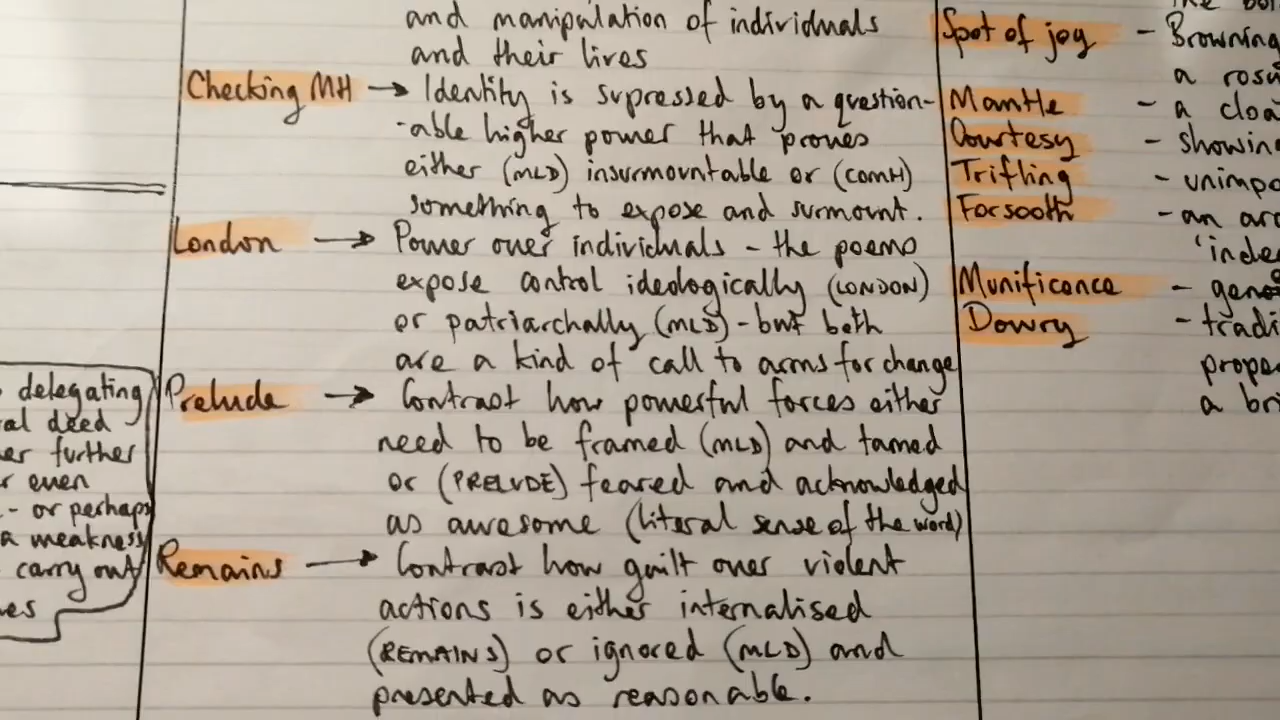 and manipulation of individuals
and their lives
Checking MH → Identity is supressed by a question-
-able higher power that proves
either (MLD) insurmountable or (COMH)
something to expose and surmount.
London → Power over individuals - the poems
expose control ideologically (LONDON)
or patriarchally (MLD) - but both
are a kind of call to arms for change
Prelude → Contrast how powerful forces either
need to be framed (MLD) and tamed
or (PRELUDE) feared and acknowledged
as awesome (literal sense of the word)
Remains → Contrast how guilt over violent
actions is either internalised
(REMAINS) or ignored (MLD) and
presented as reasonable.
delegating
deed
further
even
- or perhaps
a weakness
carry out
Spot of joy - Browning
a
Mantle - a
Courtesy -
Trifling -
Forsooth - an
Munificence -
Dowry -
a